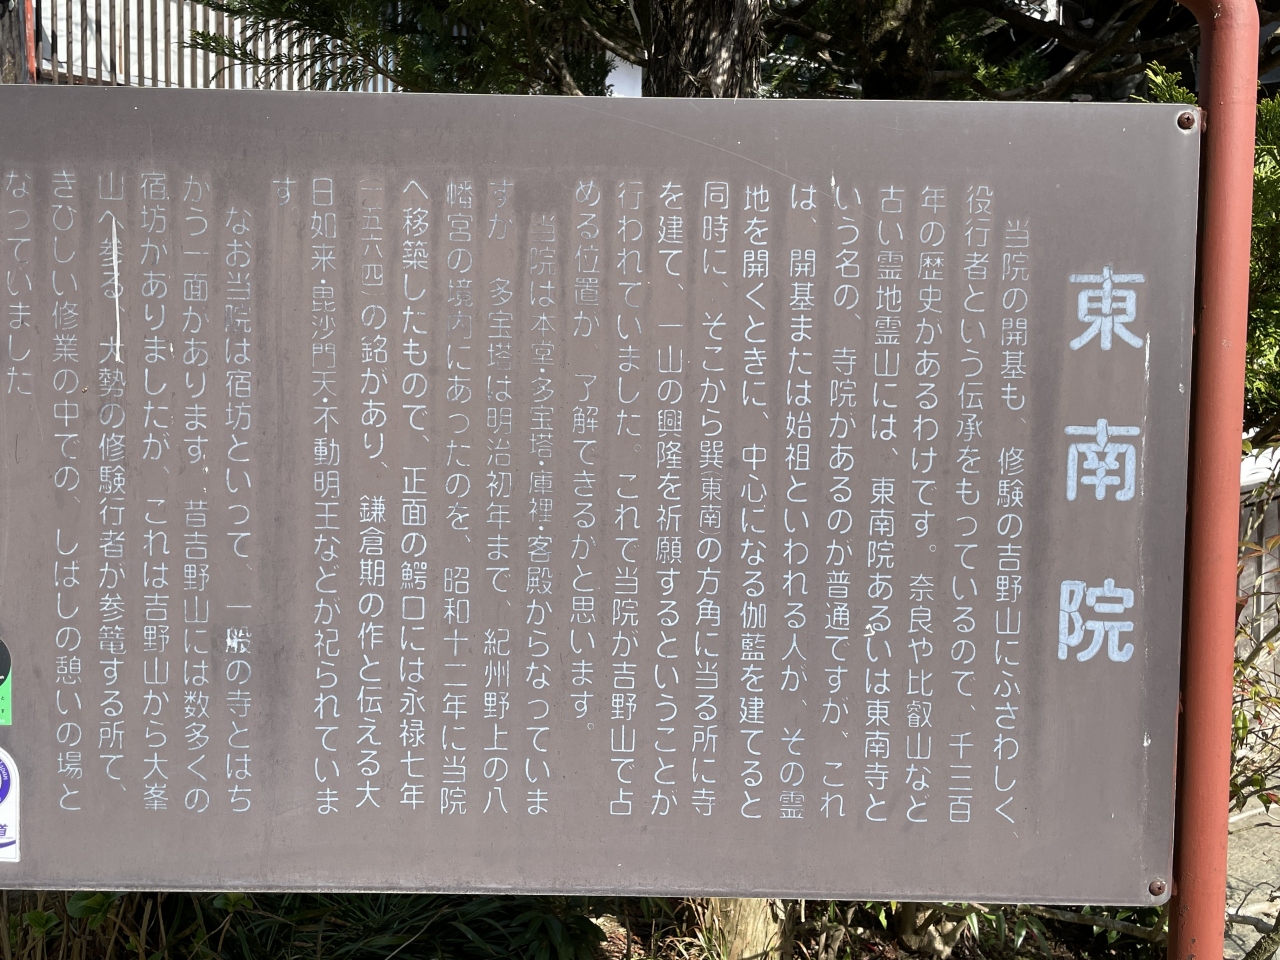 東南院
当院の開基も、修験の吉野山にふさわしく、
役行者という伝承をもっているので、千三百
年の歴史があるわけです。奈良や比叡山など
古い霊地霊山には、東南院あるいは東南寺と
いう名の、寺院があるのが普通ですが、これ
は、開基または始祖といわれる人が、その霊
地を開くときに、中心になる伽藍を建てると
同時に、そこから巽東南の方角に当る所に寺
を建て、一山の興隆を祈願するということが
行われていました。これで当院が吉野山で占
める位置が、了解できるかと思います。
当院は本堂・多宝塔・庫裡・客殿からなっていま
すが、多宝塔は明治初年まで、紀州野上の八
幡宮の境内にあったのを、昭和十二年に当院
へ移築したもので、正面の鰐口には永禄七年
一五六四の銘があり、鎌倉期の作と伝える大
日如来・毘沙門天・不動明王などが祀られていま
す
なお当院は宿坊といって、一般の寺とはち
かう一面があります。昔吉野山には数多くの
宿坊がありましたが、これは吉野山から大峯
山へ参る、大勢の修験行者が参篭する所で、
きびしい修業の中での、しばしの憩いの場と
なっていました
道